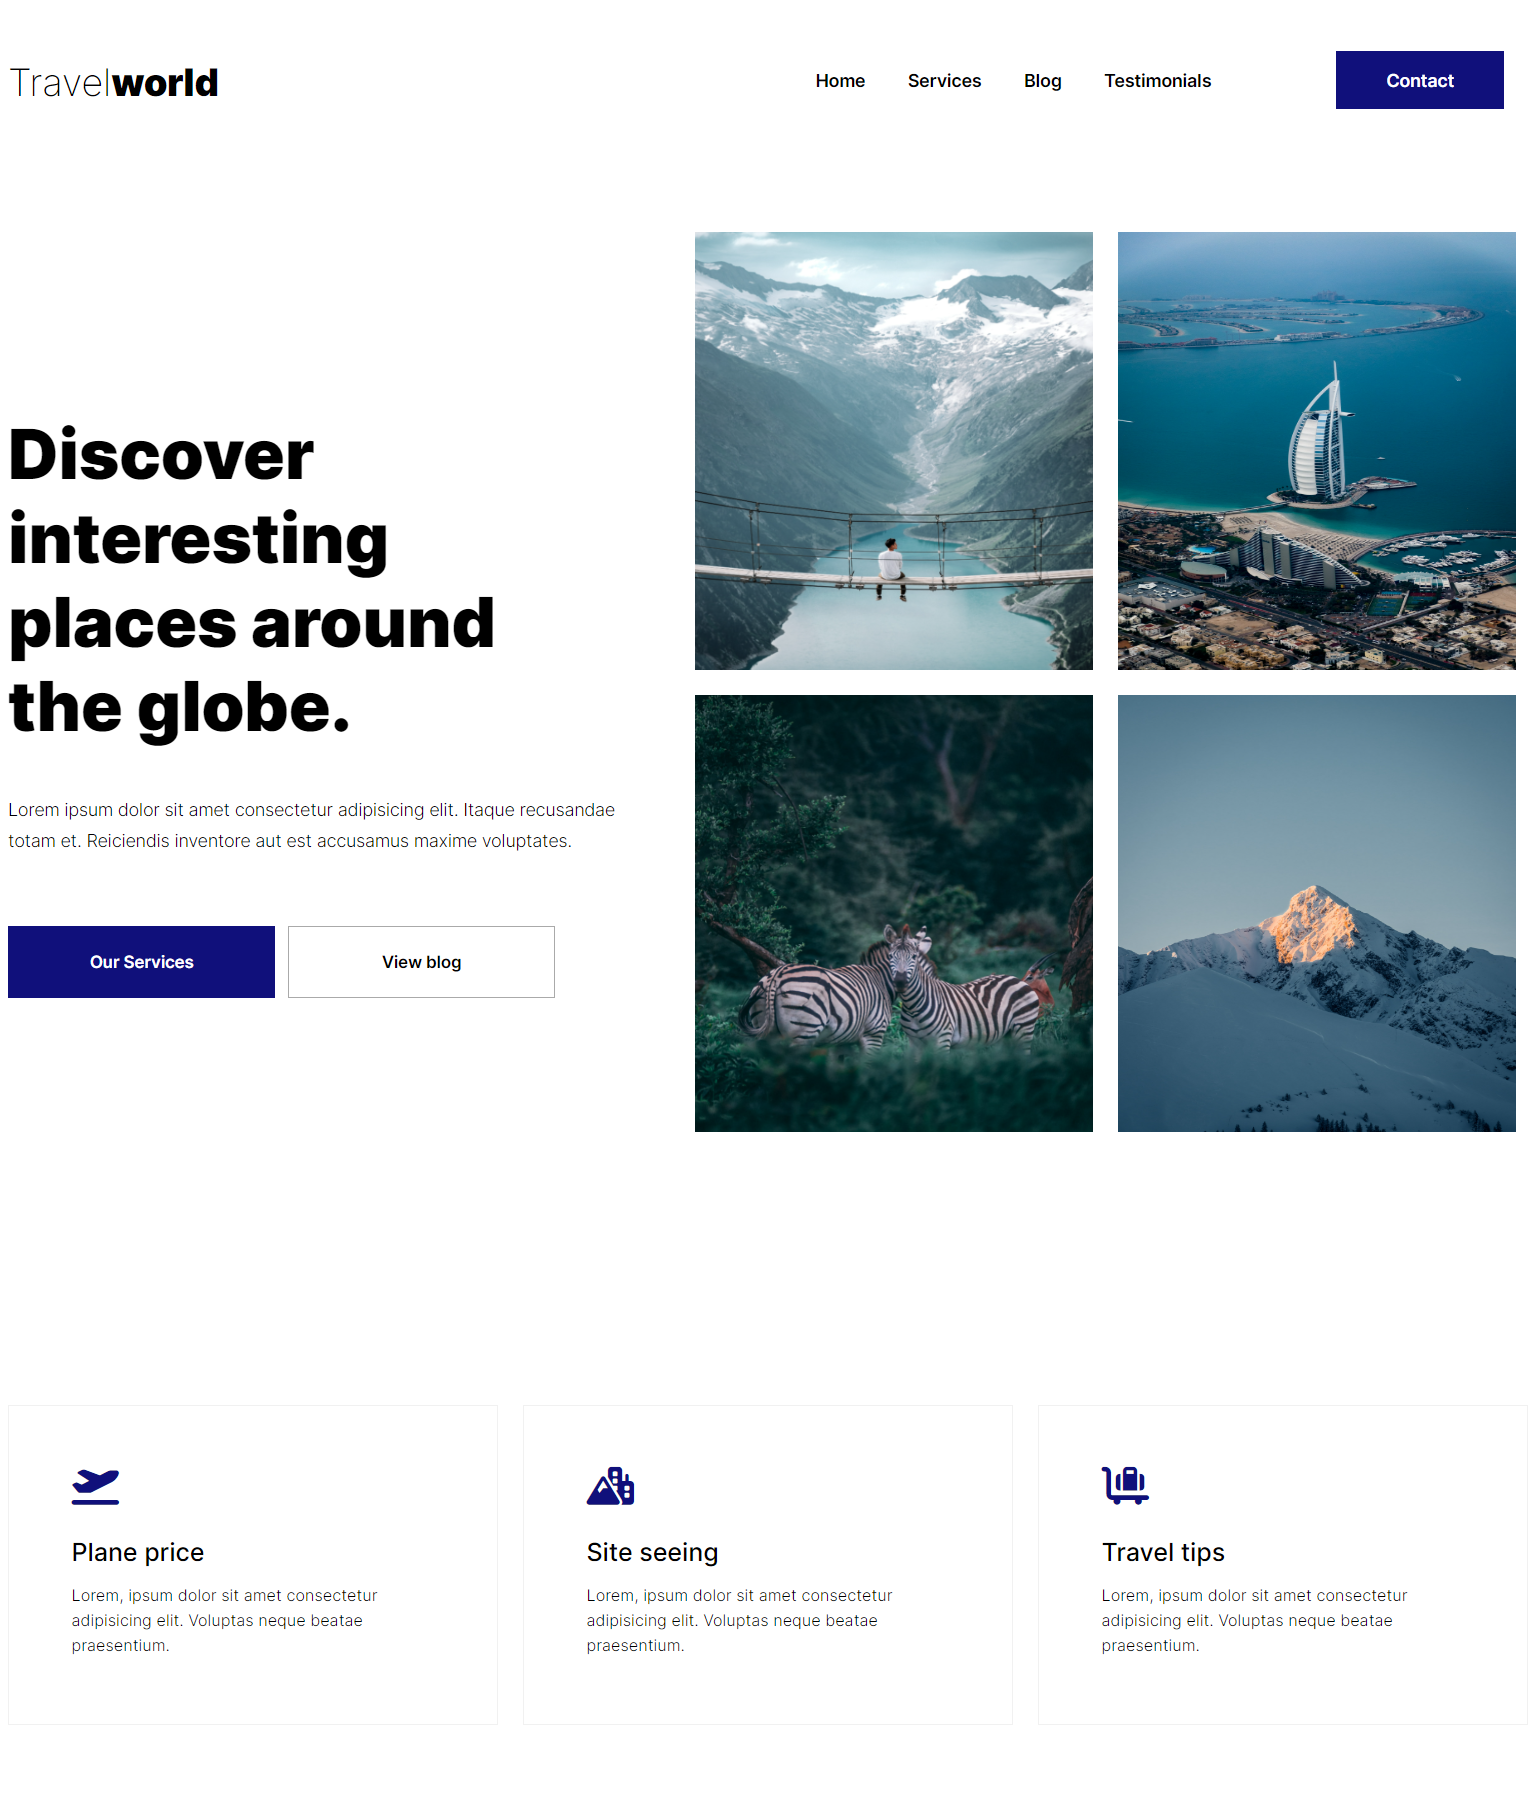 Travelworld
Home Services Blog Testimonials Contact
Discover
interesting
places around
the globe.
Lorem ipsum dolor sit amet consectetur adipisicing elit. Itaque recusandae
totam et. Reiciendis inventore aut est accusamus maxime voluptates.
Our Services View blog
Plane price
Lorem, ipsum dolor sit amet consectetur
adipisicing elit. Voluptas neque beatae
praesentium.
Site seeing
Lorem, ipsum dolor sit amet consectetur
adipisicing elit. Voluptas neque beatae
praesentium.
Travel tips
Lorem, ipsum dolor sit amet consectetur
adipisicing elit. Voluptas neque beatae
praesentium.